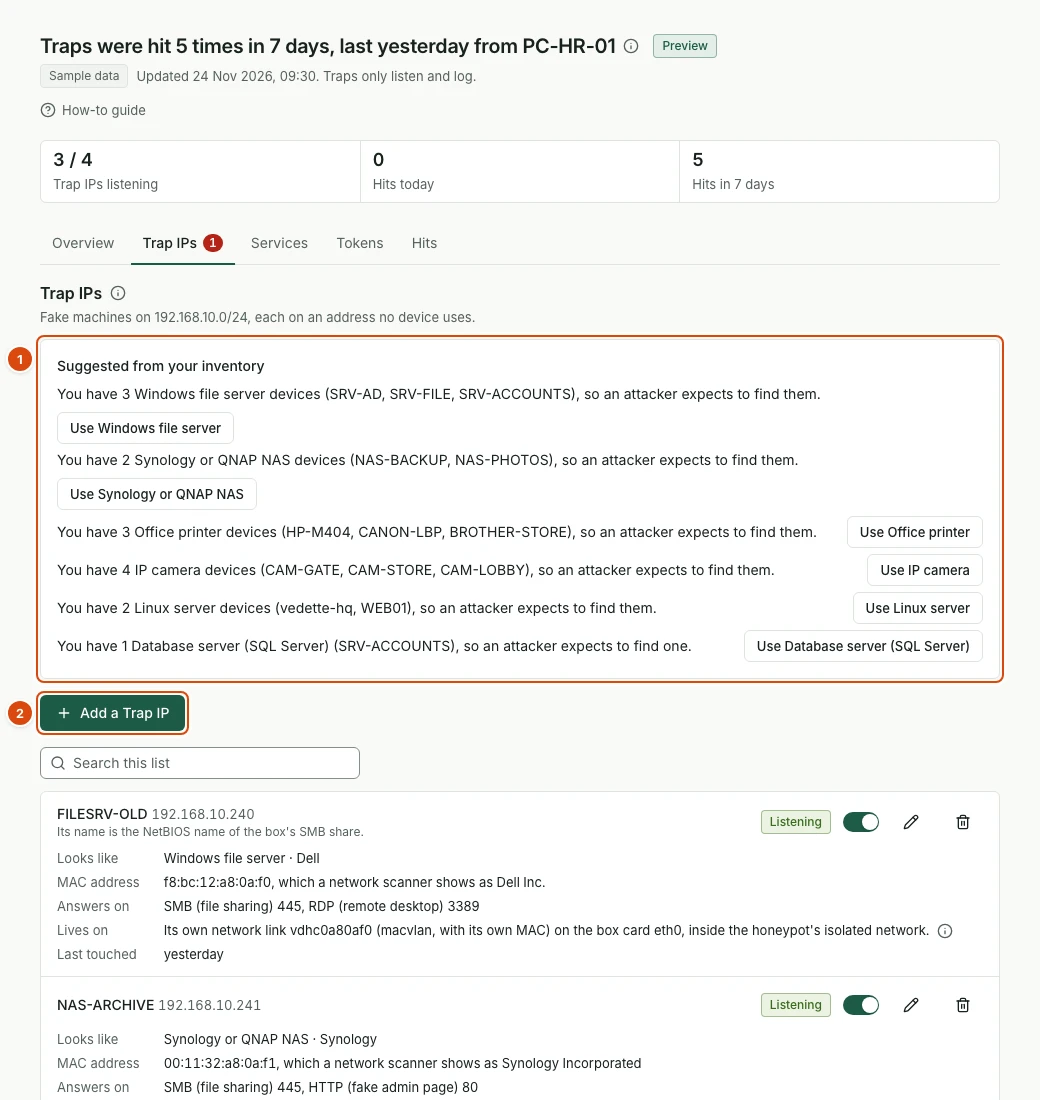 Traps were hit 5 times in 7 days, last yesterday from PC-HR-01 Preview
Sample data Updated 24 Nov 2026, 09:30. Traps only listen and log.
How-to guide
3 / 4
Trap IPs listening
0
Hits today
5
Hits in 7 days
Overview Trap IPs 1 Services Tokens Hits
Trap IPs
Fake machines on 192.168.10.0/24, each on an address no device uses.
1
Suggested from your inventory
You have 3 Windows file server devices (SRV-AD, SRV-FILE, SRV-ACCOUNTS), so an attacker expects to find them.
Use Windows file server
You have 2 Synology or QNAP NAS devices (NAS-BACKUP, NAS-PHOTOS), so an attacker expects to find them.
Use Synology or QNAP NAS
You have 3 Office printer devices (HP-M404, CANON-LBP, BROTHER-STORE), so an attacker expects to find them. Use Office printer
You have 4 IP camera devices (CAM-GATE, CAM-STORE, CAM-LOBBY), so an attacker expects to find them. Use IP camera
You have 2 Linux server devices (vedette-hq, WEB01), so an attacker expects to find them. Use Linux server
You have 1 Database server (SQL Server) (SRV-ACCOUNTS), so an attacker expects to find one. Use Database server (SQL Server)
2
+ Add a Trap IP
Search this list
FILESRV-OLD 192.168.10.240 Listening
Its name is the NetBIOS name of the box's SMB share.
Looks like Windows file server · Dell
MAC address f8:bc:12:a8:0a:f0, which a network scanner shows as Dell Inc.
Answers on SMB (file sharing) 445, RDP (remote desktop) 3389
Lives on Its own network link vdhc0a80af0 (macvlan, with its own MAC) on the box card eth0, inside the honeypot's isolated network.
Last touched yesterday
NAS-ARCHIVE 192.168.10.241 Listening
Looks like Synology or QNAP NAS · Synology
MAC address 00:11:32:a8:0a:f1, which a network scanner shows as Synology Incorporated
Answers on SMB (file sharing) 445, HTTP (fake admin page) 80